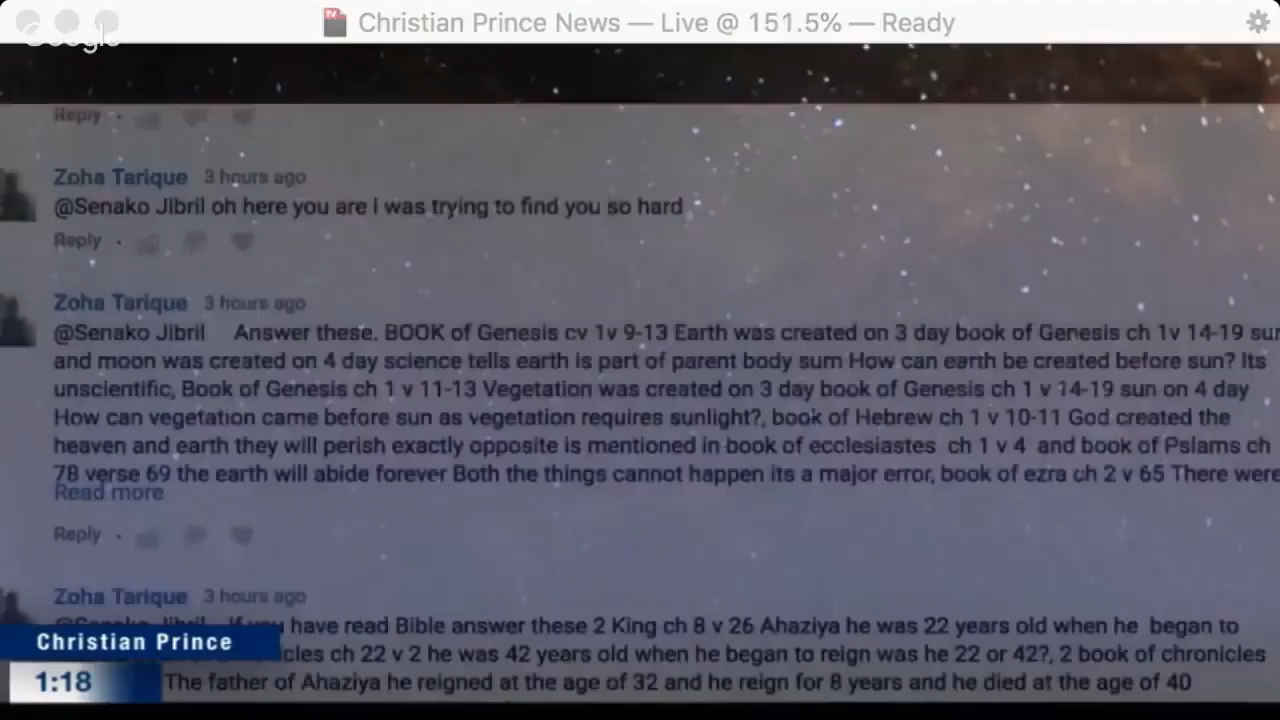 Christian Prince News — Live @ 151.5% — Ready
Google
Reply ·
Zoha Tarique 3 hours ago
@Senako Jibril oh here you are i was trying to find you so hard
Reply ·
Zoha Tarique 3 hours ago
@Senako Jibril Answer these. BOOK of Genesis cv 1v 9-13 Earth was created on 3 day book of Genesis ch 1v 14-19 sun
and moon was created on 4 day science tells earth is part of parent body sum How can earth be created before sun? Its
unscientific, Book of Genesis ch 1 v 11-13 Vegetation was created on 3 day book of Genesis ch 1 v 14-19 sun on 4 day
How can vegetation came before sun as vegetation requires sunlight?, book of Hebrew ch 1 v 10-11 God created the
heaven and earth they will perish exactly opposite is mentioned in book of ecclesiastes ch 1 v 4 and book of Pslams ch
78 verse 69 the earth will abide forever Both the things cannot happen its a major error, book of ezra ch 2 v 65 There were
Read more
Reply ·
Zoha Tarique 3 hours ago
@Senako Jibril If you have read Bible answer these 2 King ch 8 v 26 Ahaziya he was 22 years old when he began to
ch 22 v 2 he was 42 years old when he began to reign was he 22 or 42?, 2 book of chronicles
The father of Ahaziya he reigned at the age of 32 and he reign for 8 years and he died at the age of 40
Christian Prince
1:18